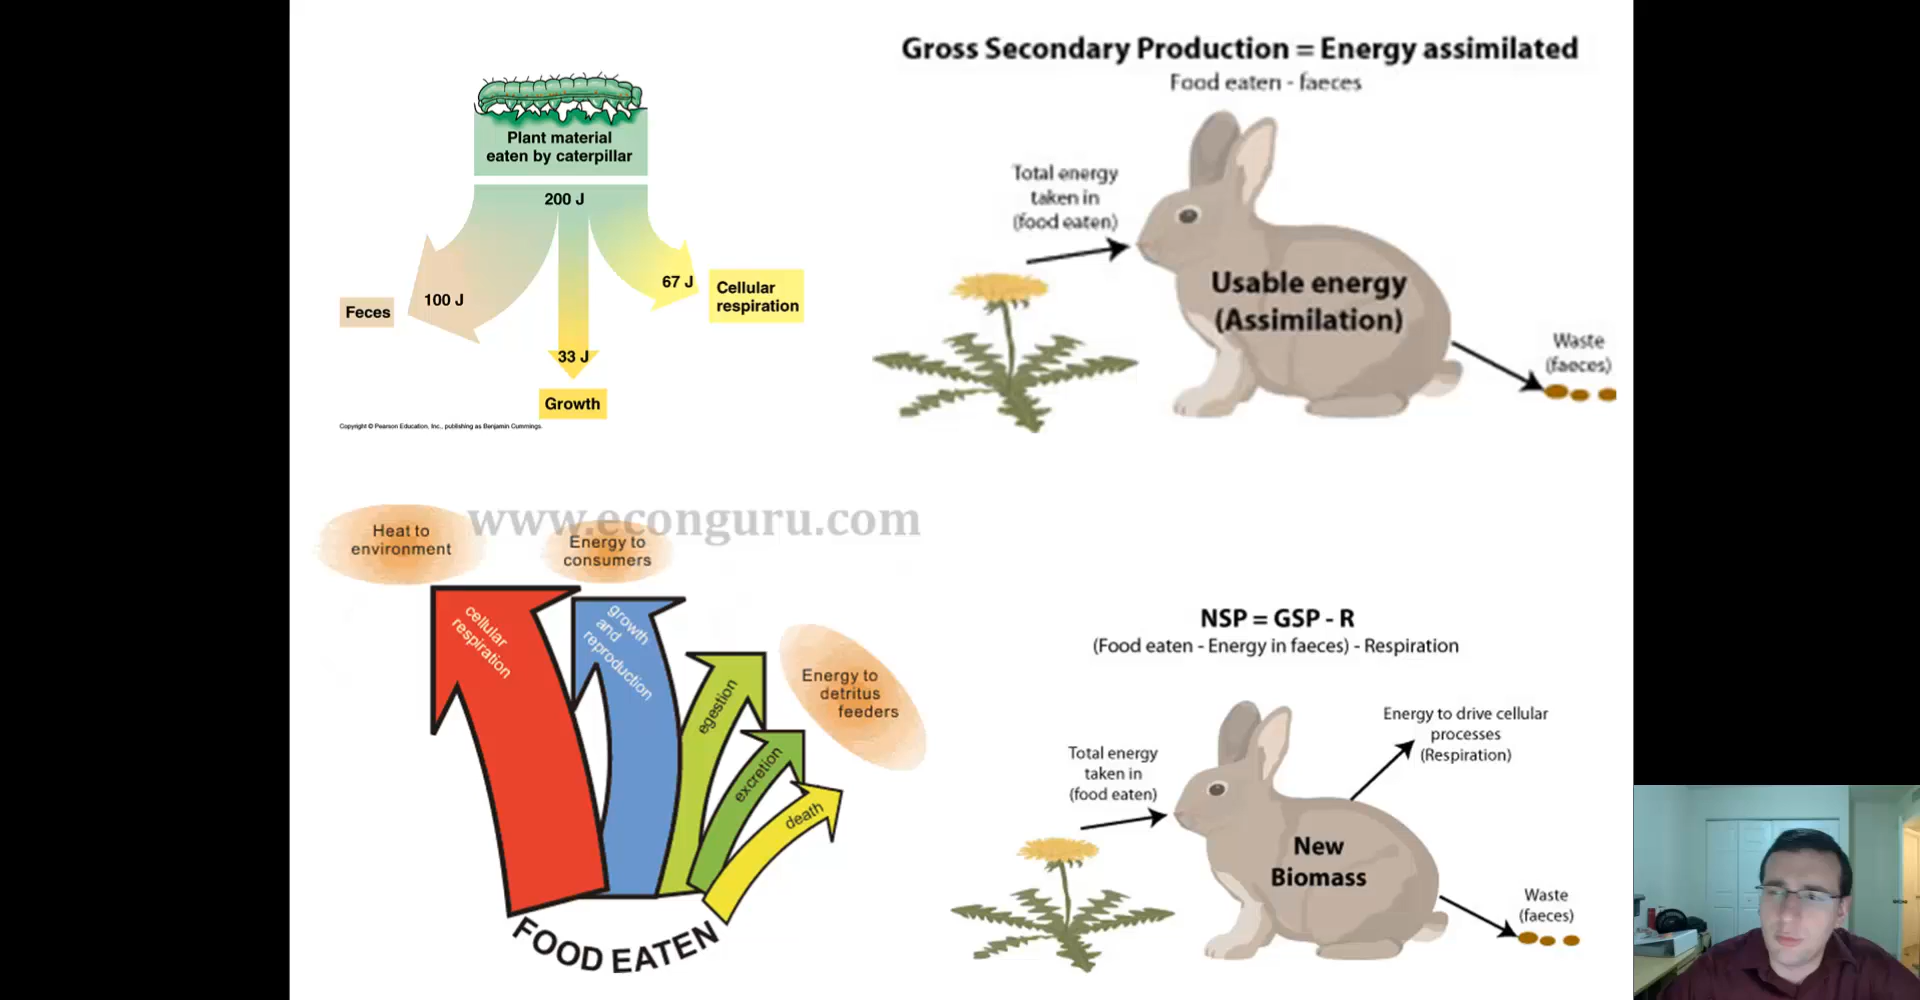 Plant material
eaten by caterpillar
200 J
100 J
67 J
33 J
Feces
Cellular
respiration
Growth
Copyright © Pearson Education, Inc., publishing as Benjamin Cummings.
Gross Secondary Production = Energy assimilated
Food eaten - faeces
Total energy
taken in
(food eaten)
Usable energy
(Assimilation)
Waste
(faeces)
www.econguru.com
Heat to
environment
Energy to
consumers
Energy to
detritus
feeders
cellular
respiration
growth
and
reproduction
egestion
excretion
death
FOOD EATEN
NSP = GSP - R
(Food eaten - Energy in faeces) - Respiration
Total energy
taken in
(food eaten)
Energy to drive cellular
processes
(Respiration)
New
Biomass
Waste
(faeces)